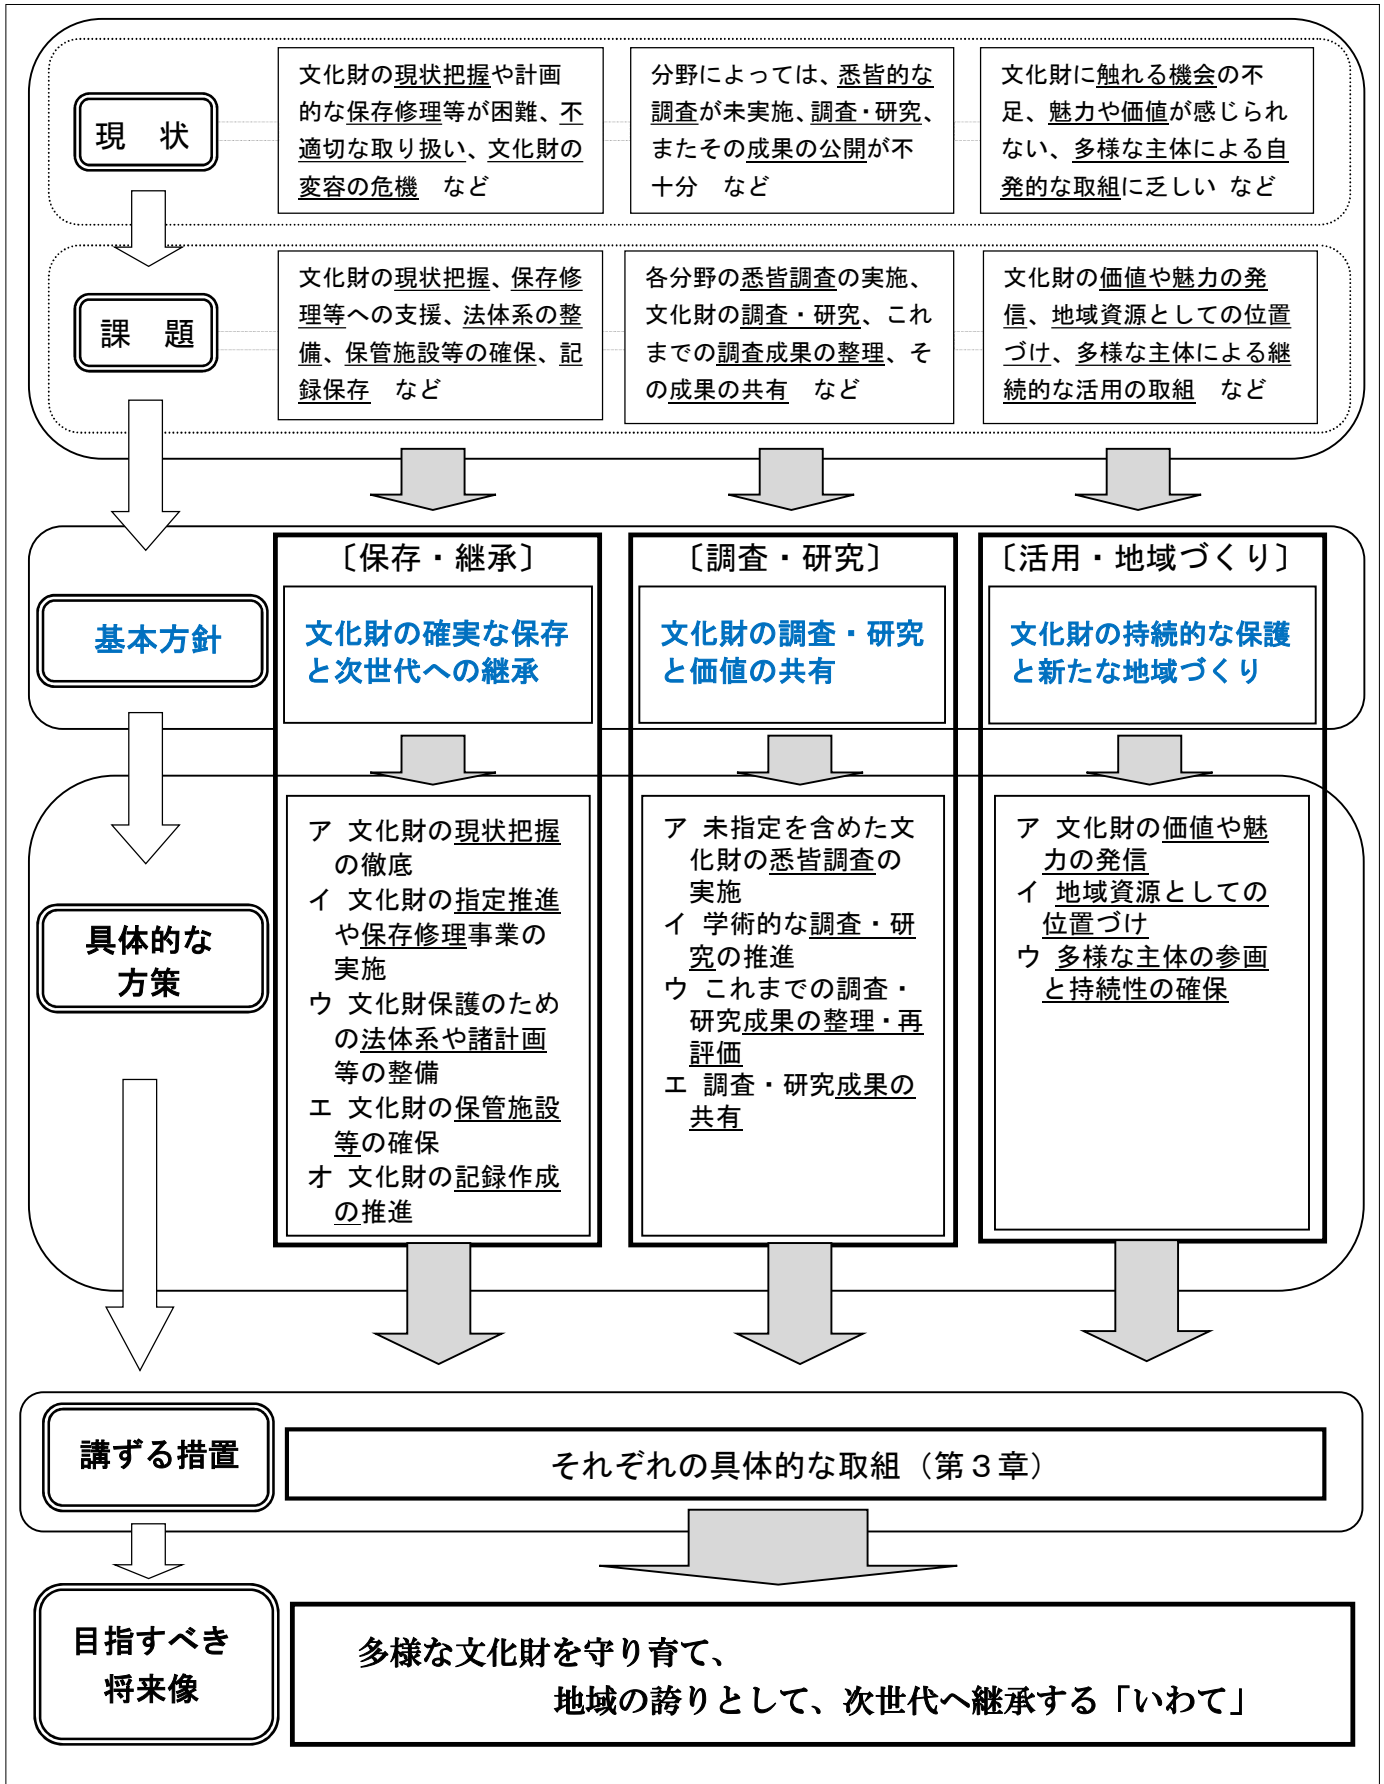 現　状
文化財の現状把握や計画
的な保存修理等が困難、不
適切な取り扱い、文化財の
変容の危機　など
分野によっては、悉皆的な
調査が未実施、調査・研究、
またその成果の公開が不
十分　など
文化財に触れる機会の不
足、魅力や価値が感じられ
ない、多様な主体による自
発的な取組に乏しい など
課　題
文化財の現状把握、保存修
理等への支援、法体系の整
備、保管施設等の確保、記
録保存　など
各分野の悉皆調査の実施、
文化財の調査・研究、これ
までの調査成果の整理、そ
の成果の共有　など
文化財の価値や魅力の発
信、地域資源としての位置
づけ、多様な主体による継
続的な活用の取組　など
基本方針
〔保存・継承〕
文化財の確実な保存
と次世代への継承
〔調査・研究〕
文化財の調査・研究
と価値の共有
〔活用・地域づくり〕
文化財の持続的な保護
と新たな地域づくり
具体的な
方策
ア 文化財の現状把握
の徹底
イ 文化財の指定推進
や保存修理事業の
実施
ウ 文化財保護のため
の法体系や諸計画
等の整備
エ 文化財の保管施設
等の確保
オ 文化財の記録作成
の推進
ア 未指定を含めた文
化財の悉皆調査の
実施
イ 学術的な調査・研
究の推進
ウ これまでの調査・
研究成果の整理・再
評価
エ 調査・研究成果の
共有
ア 文化財の価値や魅
力の発信
イ 地域資源としての
位置づけ
ウ 多様な主体の参画
と持続性の確保
講ずる措置
それぞれの具体的な取組（第３章）
目指すべき
将来像
多様な文化財を守り育て、
地域の誇りとして、次世代へ継承する「いわて」